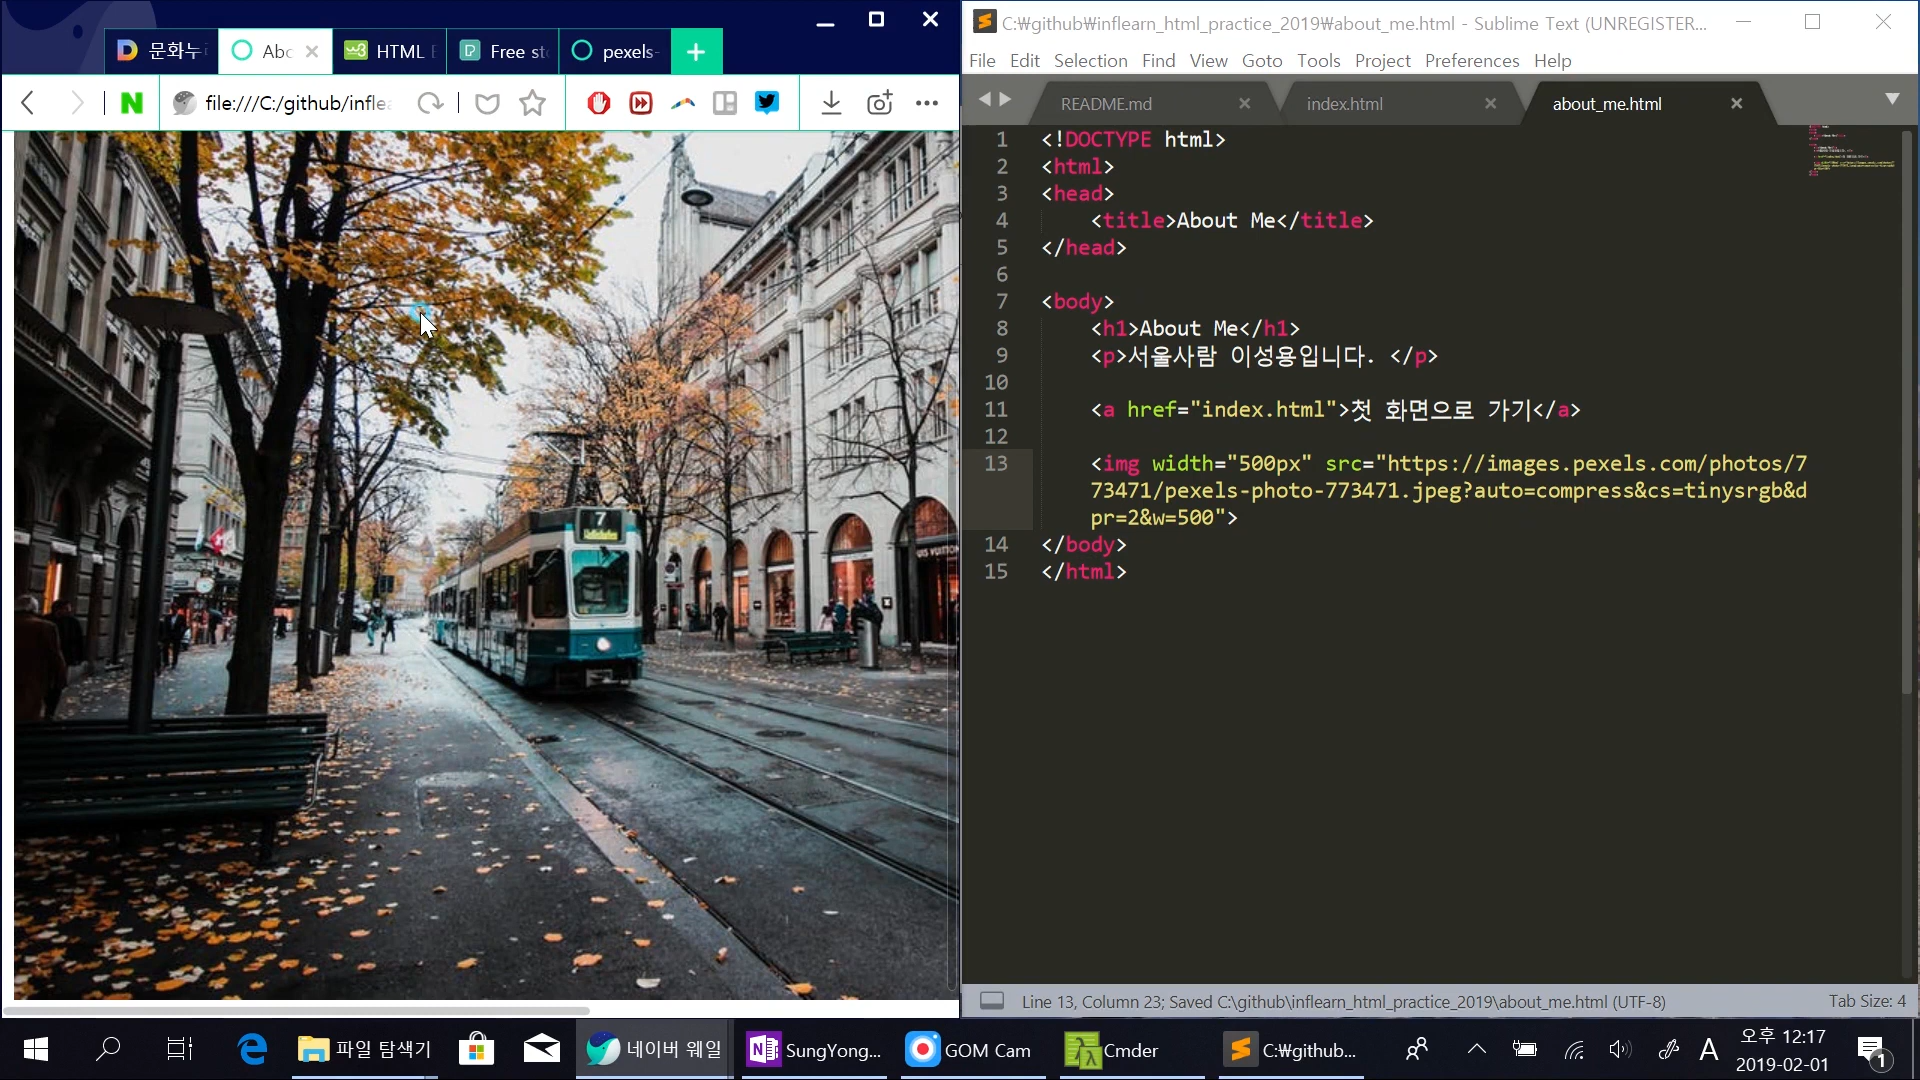 문화누
Abc
HTML
Free st
pexels-
file:///C:/github/infle
7
LOUIS VUITTON
C:₩github₩inflearn_html_practice_2019₩about_me.html - Sublime Text (UNREGISTER...
File Edit Selection Find View Goto Tools Project Preferences Help
README.md
index.html
about_me.html
1 <!DOCTYPE html>
2 <html>
3 <head>
4 <title>About Me</title>
5 </head>
6
7 <body>
8 <h1>About Me</h1>
9 <p>서울사람 이성용입니다. </p>
10
11 <a href="index.html">첫 화면으로 가기</a>
12
13 <img width="500px" src="https://images.pexels.com/photos/7
73471/pexels-photo-773471.jpeg?auto=compress&cs=tinysrgb&d
pr=2&w=500">
14 </body>
15 </html>
Line 13, Column 23; Saved C:\github\inflearn_html_practice_2019\about_me.html (UTF-8)
Tab Size: 4
파일 탐색기
네이버 웨일
SungYong...
GOM Cam
Cmder
C:₩github...
A
오후 12:17
2019-02-01
1